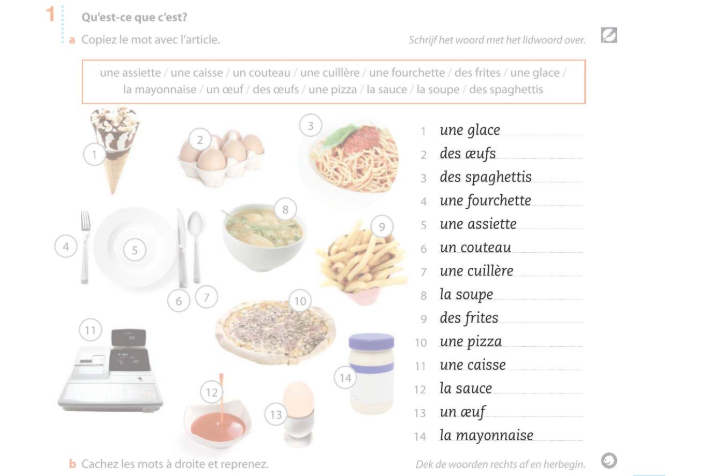 1 Qu'est-ce que c'est?
a Copiez le mot avec l'article. Schrijf het woord met het lidwoord over.
une assiette / une caisse / un couteau / une cuillère / une fourchette / des frites / une glace /
la mayonnaise / un œuf / des œufs / une pizza / la sauce / la soupe / des spaghettis
1 une glace
2 des œufs
3 des spaghettis
4 une fourchette
5 une assiette
6 un couteau
7 une cuillère
8 la soupe
9 des frites
10 une pizza
11 une caisse
12 la sauce
13 un œuf
14 la mayonnaise
1
2
3
4
5
6
7
8
9
10
11
12
13
14
b Cachez les mots à droite et reprenez. Dek de woorden rechts af en herbegin.